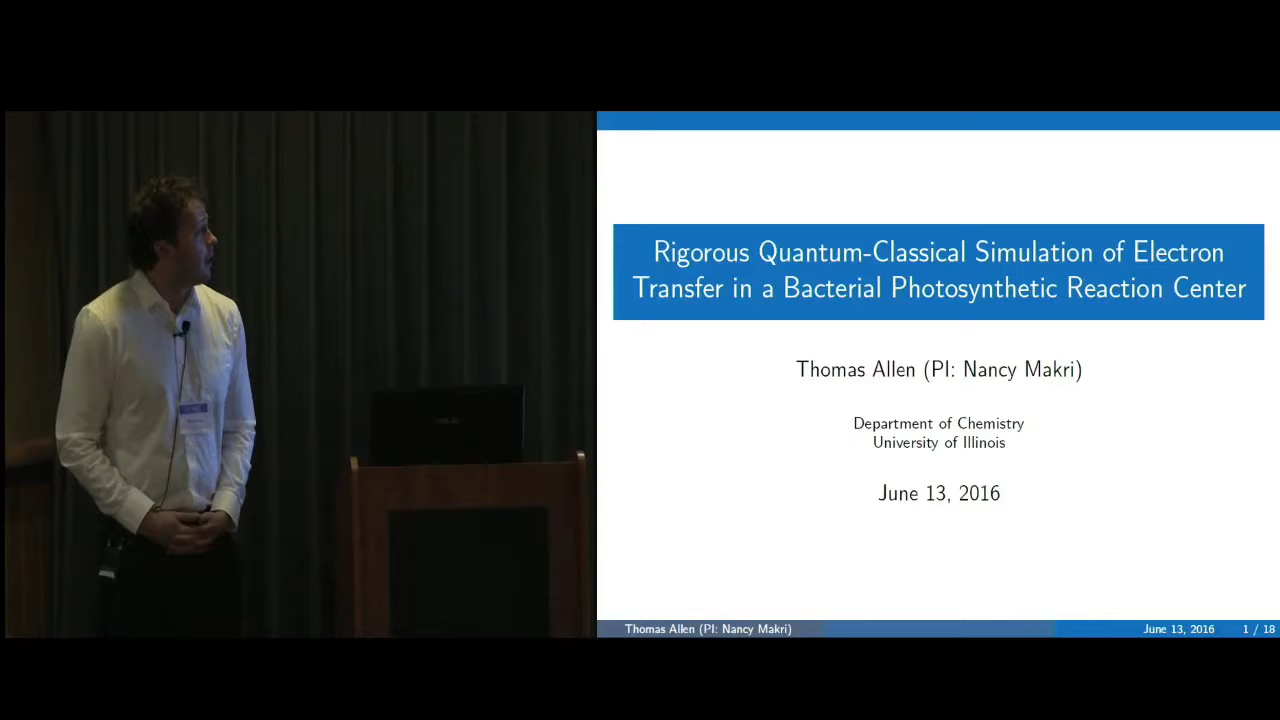 Rigorous Quantum-Classical Simulation of Electron
Transfer in a Bacterial Photosynthetic Reaction Center
Thomas Allen (PI: Nancy Makri)
Department of Chemistry
University of Illinois
June 13, 2016
Thomas Allen (PI: Nancy Makri) June 13, 2016 1 / 18